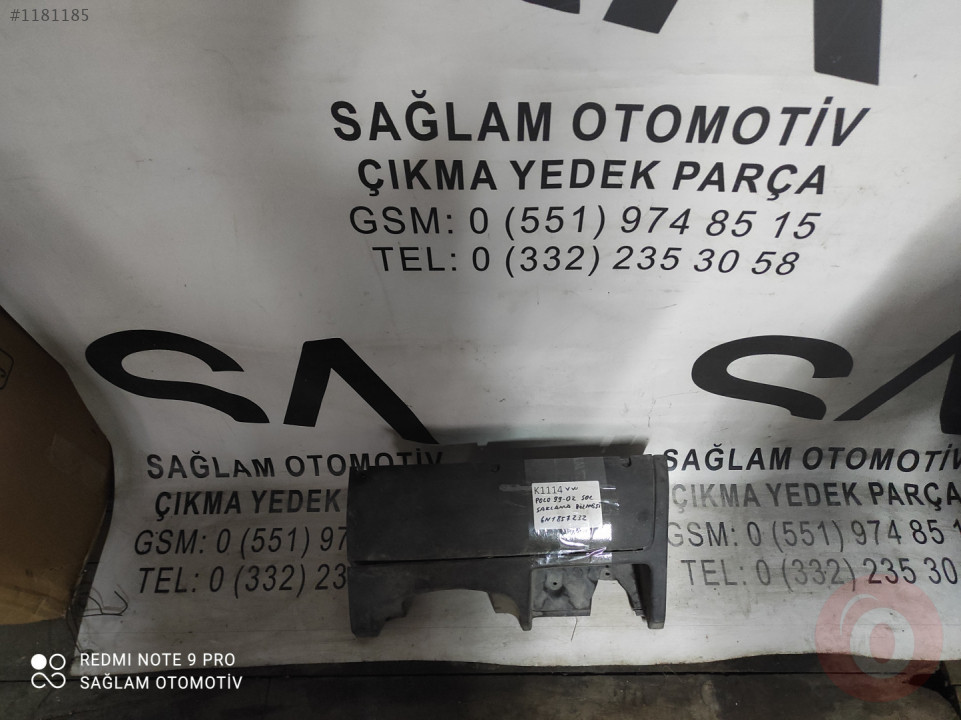 #1181185
SAĞLAM OTOMOTİV
ÇIKMA YEDEK PARÇA
GSM: 0 (551) 974 85 15
TEL: 0 (332) 235 30 58
SAĞLAM OTOMOTİV
ÇIKMA YEDEK
GSM: 0 (551) 97
TEL: 0 (332) 23
SAĞLAM OTOMOTİV
YEDEK PARÇA
GSM: 0 (551) 974 85 1
TEL: 0 (332) 235 30
K1114 VW
POLO 99-02 SOL
SAKLAMA BÖLMESİ
6N1858252
REDMI NOTE 9 PRO
SAĞLAM OTOMOTİV